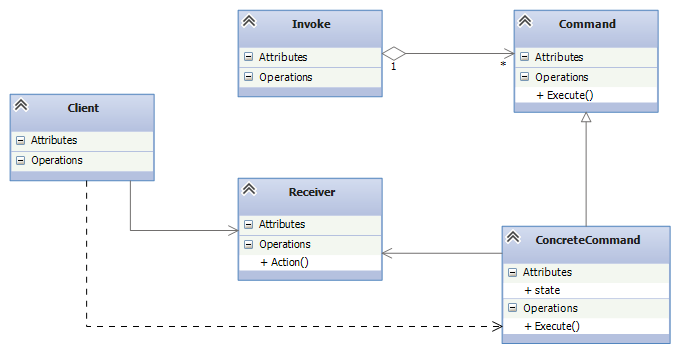 Invoke
Attributes
Operations
1
*
Command
Attributes
Operations
+ Execute()
Client
Attributes
Operations
Receiver
Attributes
Operations
+ Action()
ConcreteCommand
Attributes
+ state
Operations
+ Execute()